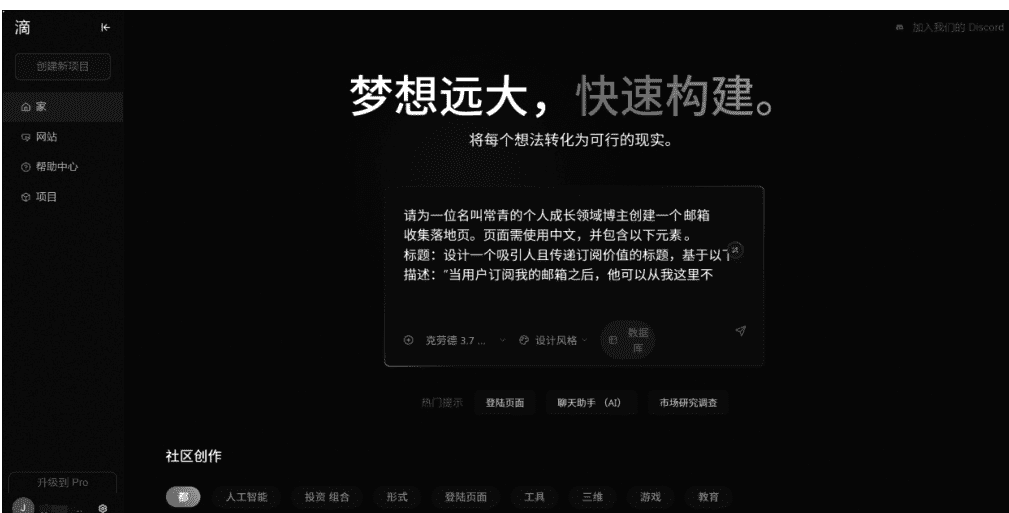 滴
加入我们的 Discord
创建新项目
家
网站
帮助中心
项目
梦想远大，快速构建。
将每个想法转化为可行的现实。
请为一位名叫常青的个人成长领域博主创建一个邮箱
收集落地页。页面需使用中文，并包含以下元素。
标题：设计一个吸引人且传递订阅价值的标题，基于以下
描述：“当用户订阅我的邮箱之后，他可以从我这里不
克劳德 3.7 ...
设计风格
数据
库
热门提示
登陆页面
聊天助手 （AI）
市场研究调查
社区创作
都
人工智能
投资 组合
形式
登陆页面
工具
三维
游戏
教育
升级到 Pro
J